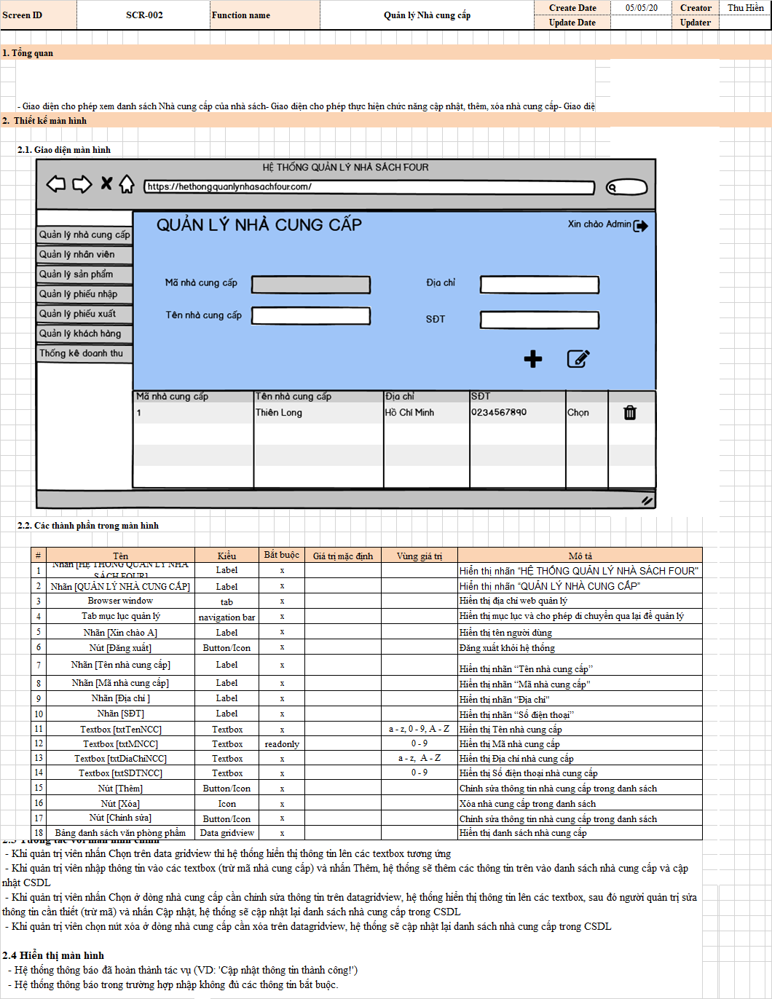 Screen ID SCR-002 Function name Quản lý Nhà cung cấp Create Date 05/05/20 Creator Thu Hiền
Update Date Updater
1. Tổng quan
- Giao diện cho phép xem danh sách Nhà cung cấp của nhà sách- Giao diện cho phép thực hiện chức năng cập nhật, thêm, xóa nhà cung cấp- Giao diệ
2. Thiết kế màn hình
2.1. Giao diện màn hình
HỆ THỐNG QUẢN LÝ NHÀ SÁCH FOUR
https://hethongquanlynhasachfour.com/
QUẢN LÝ NHÀ CUNG CẤP
Xin chào Admin
Quản lý nhà cung cấp
Quản lý nhân viên
Quản lý sản phẩm
Quản lý phiếu nhập
Quản lý phiếu xuất
Quản lý khách hàng
Thống kê doanh thu
Mã nhà cung cấp Địa chỉ
Tên nhà cung cấp SĐT
Mã nhà cung cấp Tên nhà cung cấp Địa chỉ SĐT
1 Thiên Long Hồ Chí Minh 0234567890 Chọn
2.2. Các thành phần trong màn hình
# Tên Kiểu Bắt buộc Giá trị mặc định Vùng giá trị Mô tả
1 Nhãn [HỆ THỐNG QUẢN LÝ NHÀ SÁCH FOUR] Label x Hiển thị nhãn "HỆ THỐNG QUẢN LÝ NHÀ SÁCH FOUR"
2 Nhãn [QUẢN LÝ NHÀ CUNG CẤP] Label x Hiển thị nhãn “QUẢN LÝ NHÀ CUNG CẤP”
3 Browser window tab x Hiển thị địa chỉ web quản lý
4 Tab mục lục quản lý navigation bar x Hiển thị mục lục và cho phép di chuyển qua lại để quản lý
5 Nhãn [Xin chào A] Label x Hiển thị tên người dùng
6 Nút [Đăng xuất] Button/Icon x Đăng xuất khỏi hệ thống
7 Nhãn [Tên nhà cung cấp] Label x Hiển thị nhãn “Tên nhà cung cấp”
8 Nhãn [Mã nhà cung cấp] Label x Hiển thị nhãn “Mã nhà cung cấp"
9 Nhãn [Địa chỉ ] Label x Hiển thị nhãn “Địa chỉ"
10 Nhãn [SĐT] Label x Hiển thị nhãn “Số điện thoại”
11 Textbox [txtTenNCC] Textbox x a - z, 0 - 9, A - Z Hiển thị Tên nhà cung cấp
12 Textbox [txtMNCC] Textbox readonly 0 - 9 Hiển thị Mã nhà cung cấp
13 Textbox [txtDiaChiNCC] Textbox x a - z, A - Z Hiển thị Địa chỉ nhà cung cấp
14 Textbox [txtSDTNCC] Textbox x 0 - 9 Hiển thị Số điện thoại nhà cung cấp
15 Nút [Thêm] Button/Icon x Chỉnh sửa thông tin nhà cung cấp trong danh sách
16 Nút [Xóa] Icon x Xóa nhà cung cấp trong danh sách
17 Nút [Chỉnh sửa] Button/Icon x Chỉnh sửa thông tin nhà cung cấp trong danh sách
18 Bảng danh sách văn phòng phẩm Data gridview x Hiển thị danh sách nhà cung cấp
2.3 Tương tác với màn hình chính
- Khi quản trị viên nhấn Chọn trên data gridview thì hệ thống hiển thị thông tin lên các textbox tương ứng
- Khi quản trị viên nhập thông tin vào các textbox (trừ mã nhà cung cấp) và nhấn Thêm, hệ thống sẽ thêm các thông tin trên vào danh sách nhà cung cấp và cập
nhật CSDL
- Khi quản trị viên nhấn Chọn ở dòng nhà cung cấp cần chỉnh sửa thông tin trên datagridview, hệ thống hiển thị thông tin lên các textbox, sau đó người quản trị sửa
thông tin cần thiết (trừ mã) và nhấn Cập nhật, hệ thống sẽ cập nhật lại danh sách nhà cung cấp trong CSDL
- Khi quản trị viên chọn nút xóa ở dòng nhà cung cấp cần xóa trên datagridview, hệ thống sẽ cập nhật lại danh sách nhà cung cấp trong CSDL
2.4 Hiển thị màn hình
- Hệ thống thông báo đã hoàn thành tác vụ (VD: 'Cập nhật thông tin thành công!')
- Hệ thống thông báo trong trường hợp nhập không đủ các thông tin bắt buộc.